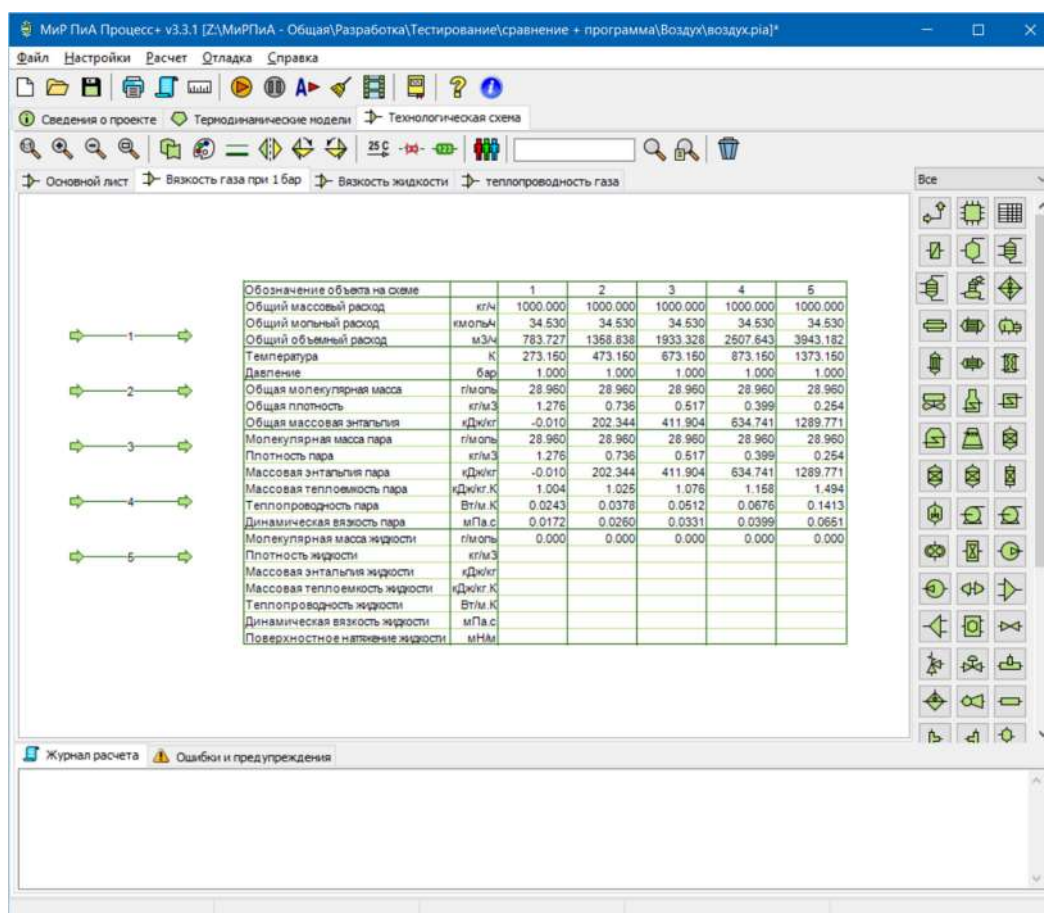 МиР ПиА Процесс+ v3.3.1 [Z:\МиРПиА - Общая\Разработка\Тестирование\сравнение + программа\Воздух\воздух.pia]*
Файл Настройки Расчет Отладка Справка
Сведения о проекте Термодинамические модели Технологическая схема
25 C
Основной лист Вязкость газа при 1 бар Вязкость жидкости теплопроводность газа
Все
Обозначение объекта на схеме 1 2 3 4 5
Общий массовый расход кг/ч 1000.000 1000.000 1000.000 1000.000 1000.000
Общий мольный расход кмоль/ч 34.530 34.530 34.530 34.530 34.530
Общий объемный расход м3/ч 783.727 1358.838 1933.328 2507.643 3943.182
Температура К 273.150 473.150 673.150 873.150 1373.150
Давление бар 1.000 1.000 1.000 1.000 1.000
Общая молекулярная масса г/моль 28.960 28.960 28.960 28.960 28.960
Общая плотность кг/м3 1.276 0.736 0.517 0.399 0.254
Общая массовая энтальпия кДж/кг -0.010 202.344 411.904 634.741 1289.771
Молекулярная масса пара г/моль 28.960 28.960 28.960 28.960 28.960
Плотность пара кг/м3 1.276 0.736 0.517 0.399 0.254
Массовая энтальпия пара кДж/кг -0.010 202.344 411.904 634.741 1289.771
Массовая теплоемкость пара кДж/кг.К 1.004 1.025 1.076 1.158 1.494
Теплопроводность пара Вт/м.К 0.0243 0.0378 0.0512 0.0676 0.1413
Динамическая вязкость пара мПа.с 0.0172 0.0260 0.0331 0.0399 0.0551
Молекулярная масса жидкости г/моль 0.000 0.000 0.000 0.000 0.000
Плотность жидкости кг/м3
Массовая энтальпия жидкости кДж/кг
Массовая теплоемкость жидкости кДж/кг.К
Теплопроводность жидкости Вт/м.К
Динамическая вязкость жидкости мПа.с
Поверхностное натяжение жидкости мН/м
1
2
3
4
5
Журнал расчета Ошибки и предупреждения